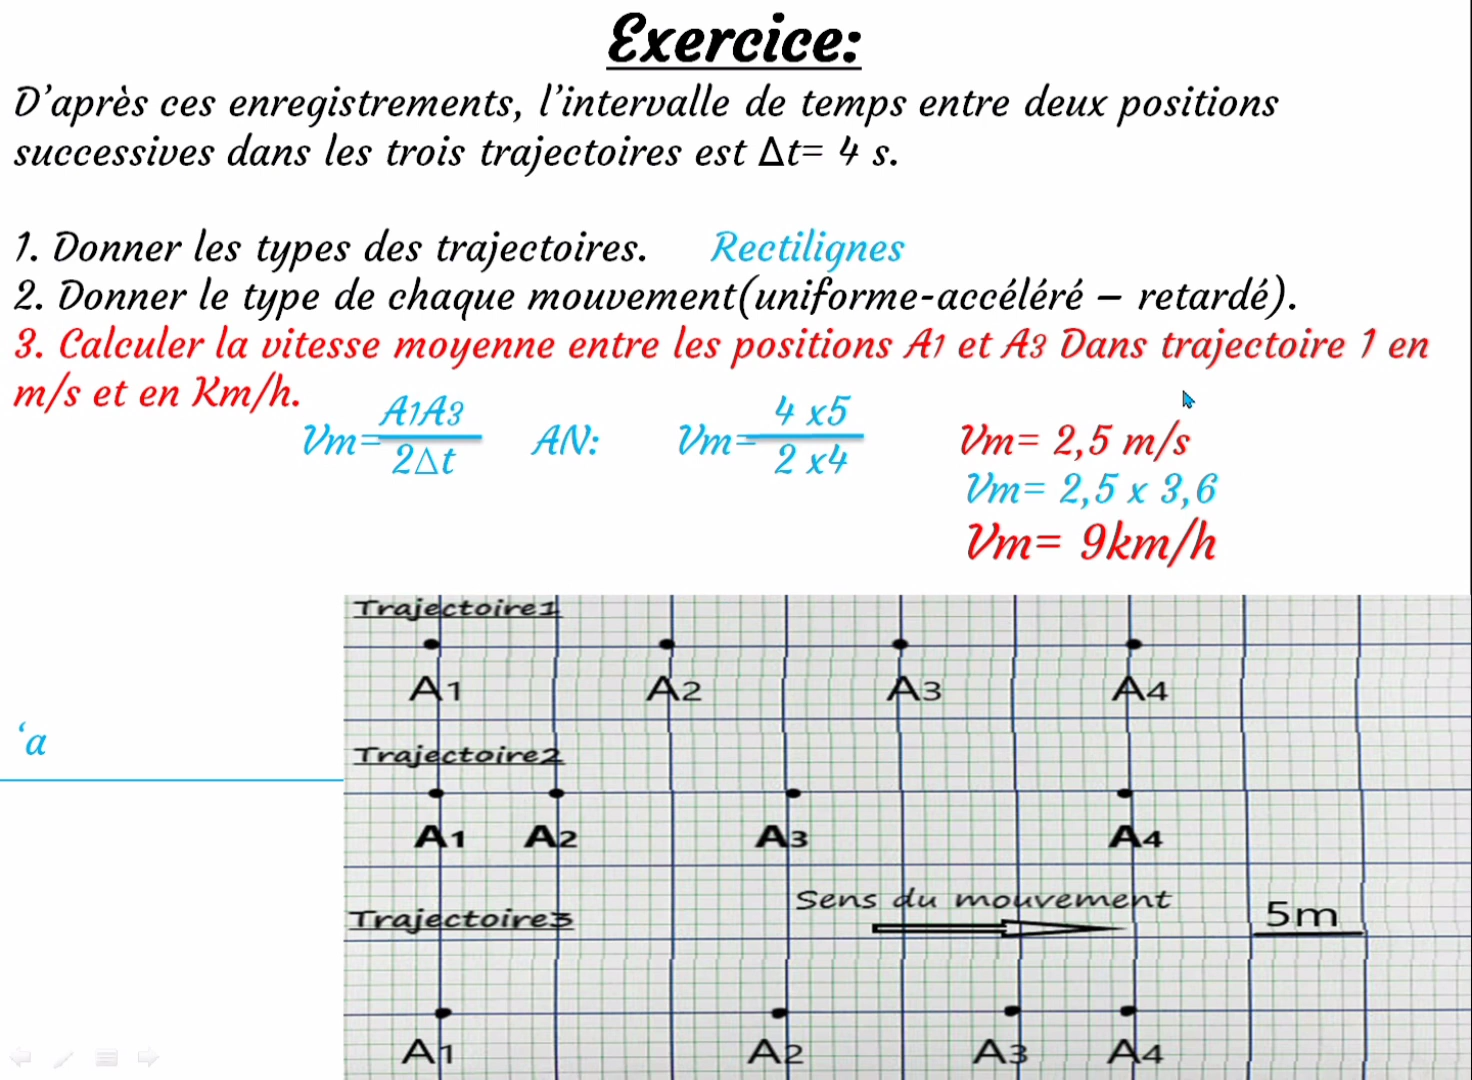 Exercice:
D'après ces enregistrements, l'intervalle de temps entre deux positions
successives dans les trois trajectoires est Δt= 4 s.
1. Donner les types des trajectoires. Rectilignes
2. Donner le type de chaque mouvement(uniforme-accéléré – retardé).
3. Calculer la vitesse moyenne entre les positions A1 et A3 Dans trajectoire 1 en
m/s et en Km/h.
Vm= A1A3 / 2Δt AN: Vm= 4 x5 / 2 x4 Vm= 2,5 m/s
Vm= 2,5 x 3,6
Vm= 9km/h
Trajectoire1
A1 A2 A3 A4
‘a
Trajectoire2
A1 A2 A3 A4
Sens du mouvement 5m
Trajectoire3
A1 A2 A3 A4